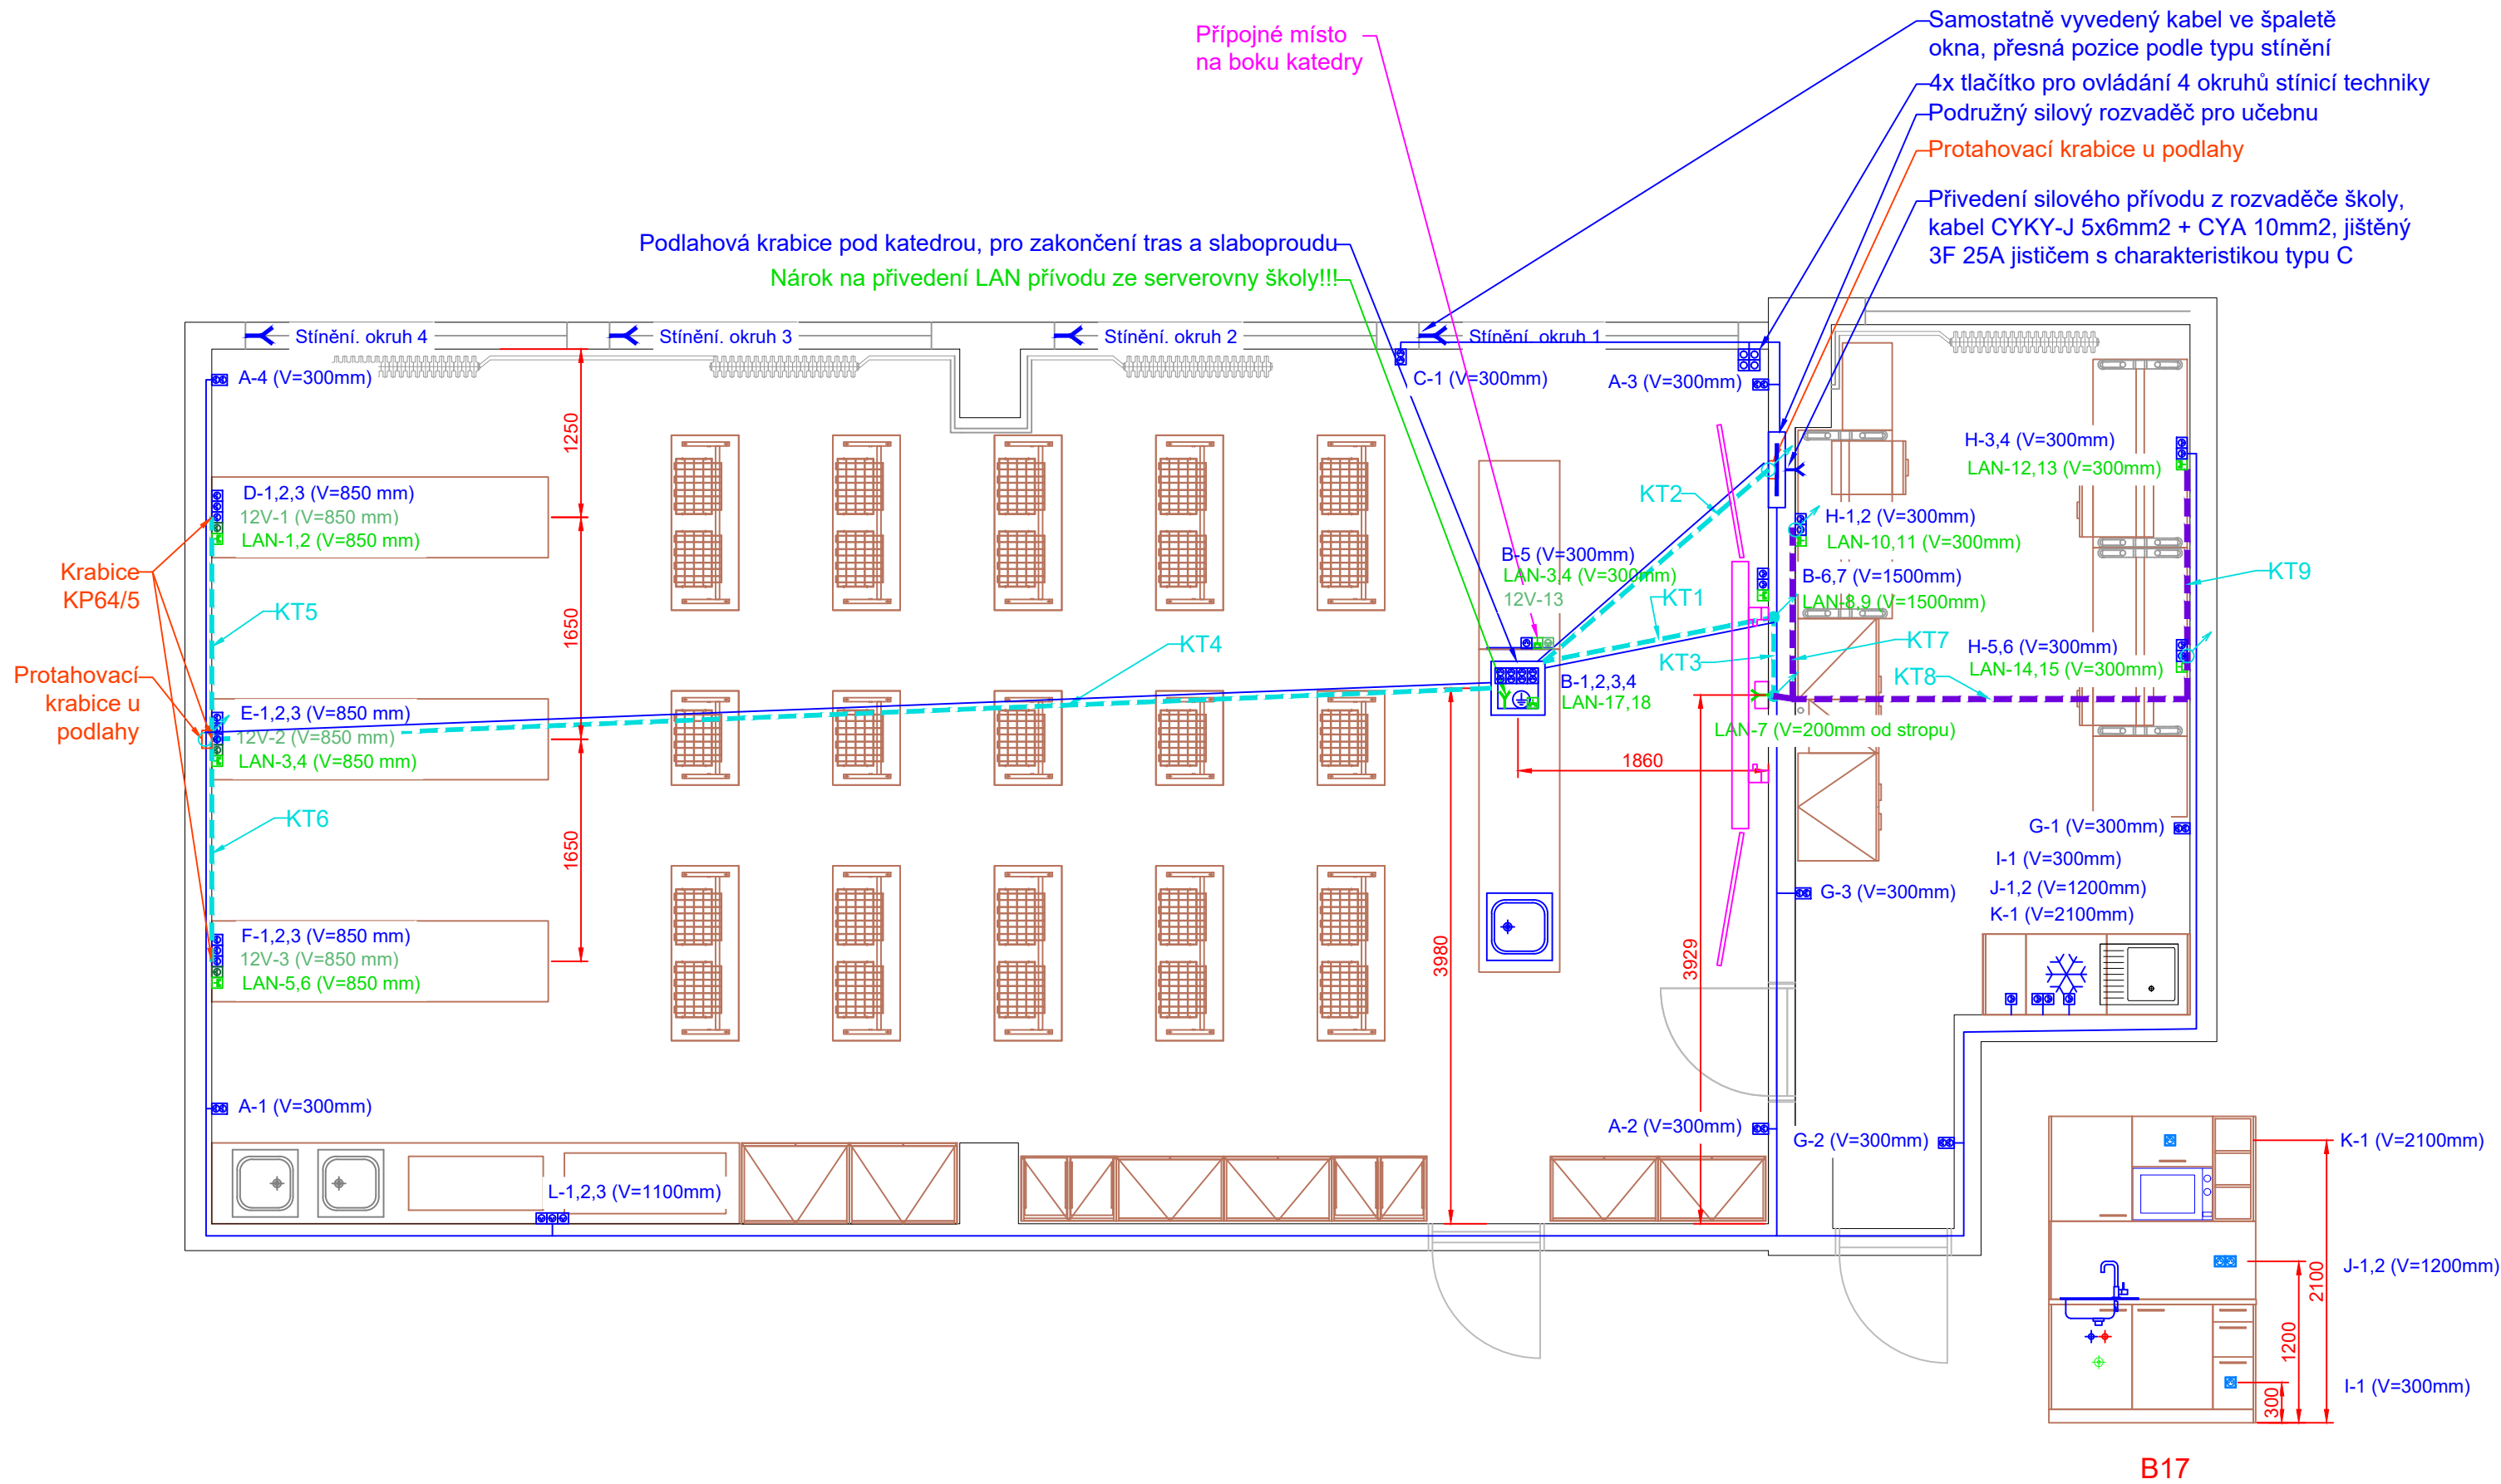 Samostatně vyvedený kabel ve špaletě
okna, přesná pozice podle typu stínění
4x tlačítko pro ovládání 4 okruhů stínicí techniky
Podružný silový rozvaděč pro učebnu
Protahovací krabice u podlahy
Přivedení silového přívodu z rozvaděče školy,
kabel CYKY-J 5x6mm2 + CYA 10mm2, jištěný
3F 25A jističem s charakteristikou typu C
Přípojné místo
na boku katedry
Podlahová krabice pod katedrou, pro zakončení tras a slaboproudu
Nárok na přivedení LAN přívodu ze serverovny školy!!!
Stínění. okruh 4
Stínění. okruh 3
Stínění. okruh 2
Stínění. okruh 1
A-4 (V=300mm)
C-1 (V=300mm)
A-3 (V=300mm)
1250
D-1,2,3 (V=850 mm)
12V-1 (V=850 mm)
LAN-1,2 (V=850 mm)
Krabice
KP64/5
KT5
1650
Protahovací
krabice u
podlahy
E-1,2,3 (V=850 mm)
12V-2 (V=850 mm)
LAN-3,4 (V=850 mm)
KT4
KT6
1650
F-1,2,3 (V=850 mm)
12V-3 (V=850 mm)
LAN-5,6 (V=850 mm)
KT2
B-5 (V=300mm)
LAN-3,4 (V=300mm)
12V-13
KT1
KT3
B-1,2,3,4
LAN-17,18
LAN-7 (V=200mm od stropu)
1860
3980
3929
H-3,4 (V=300mm)
LAN-12,13 (V=300mm)
H-1,2 (V=300mm)
LAN-10,11 (V=300mm)
B-6,7 (V=1500mm)
LAN-8,9 (V=1500mm)
KT9
KT7
H-5,6 (V=300mm)
LAN-14,15 (V=300mm)
KT8
G-1 (V=300mm)
I-1 (V=300mm)
J-1,2 (V=1200mm)
K-1 (V=2100mm)
G-3 (V=300mm)
A-1 (V=300mm)
A-2 (V=300mm)
G-2 (V=300mm)
L-1,2,3 (V=1100mm)
K-1 (V=2100mm)
J-1,2 (V=1200mm)
I-1 (V=300mm)
2100
1200
300
B17